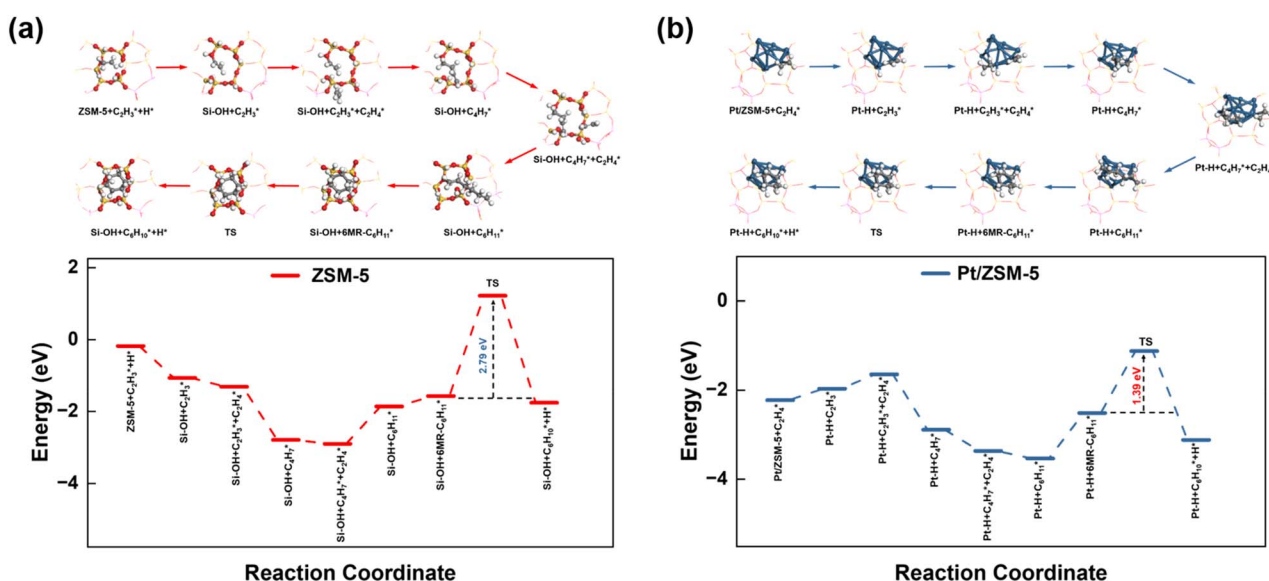 (a)
ZSM-5+C₂H₃*+H*
Si-OH+C₂H₃*
Si-OH+C₂H₃*+C₂H₄*
Si-OH+C₄H₇*
Si-OH+C₄H₇*+C₂H₄*
Si-OH+C₆H₁₀*+H*
TS
Si-OH+6MR-C₆H₁₁*
Si-OH+C₆H₁₁*
ZSM-5
Energy (eV)
2
0
−2
−4
ZSM-5+C₂H₃*+H*
Si-OH+C₂H₃*
Si-OH+C₂H₃*+C₂H₄*
Si-OH+C₄H₇*
Si-OH+C₄H₇*+C₂H₄*
Si-OH+C₆H₁₁*
Si-OH+6MR-C₆H₁₁*
TS
2.79 eV
Si-OH+C₆H₁₀*+H*
Reaction Coordinate
(b)
Pt/ZSM-5+C₂H₄*
Pt-H+C₂H₃*
Pt-H+C₂H₃*+C₂H₄*
Pt-H+C₄H₇*
Pt-H+C₄H₇*+C₂H
Pt-H+C₆H₁₀*+H*
TS
Pt-H+6MR-C₆H₁₁*
Pt-H+C₆H₁₁*
Pt/ZSM-5
Energy (eV)
0
−2
−4
Pt/ZSM-5+C₂H₄*
Pt-H+C₂H₃*
Pt-H+C₂H₃*+C₂H₄*
Pt-H+C₄H₇*
Pt-H+C₄H₇*+C₂H₄*
Pt-H+C₆H₁₁*
Pt-H+6MR-C₆H₁₁*
TS
1.39 eV
Pt-H+C₆H₁₀*+H*
Reaction Coordinate